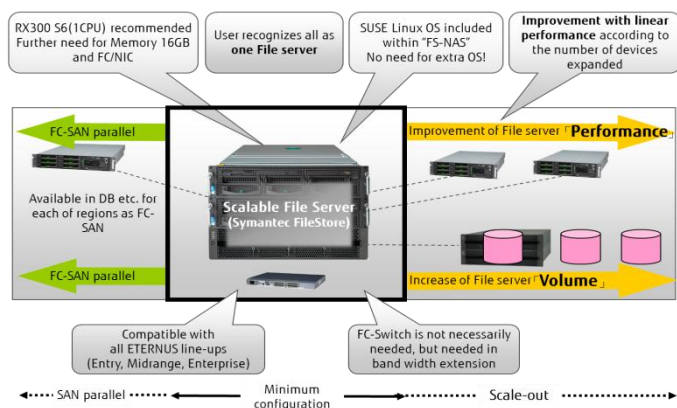 RX300 S6(1CPU) recommended
Further need for Memory 16GB
and FC/NIC
User recognizes all as
one File server
SUSE Linux OS included
within "FS-NAS"
No need for extra OS!
Improvement with linear
performance according to
the number of devices
expanded
FC-SAN parallel
Improvement of File server「Performance」
Available in DB etc. for
each of regions as FC-
SAN
Scalable File Server
(Symantec FileStore)
FC-SAN parallel
Increase of File server「Volume」
Compatible with
all ETERNUS line-ups
(Entry, Midrange, Enterprise)
FC-Switch is not necessarily
needed, but needed in
band width extension
SAN parallel
Minimum
configuration
Scale-out